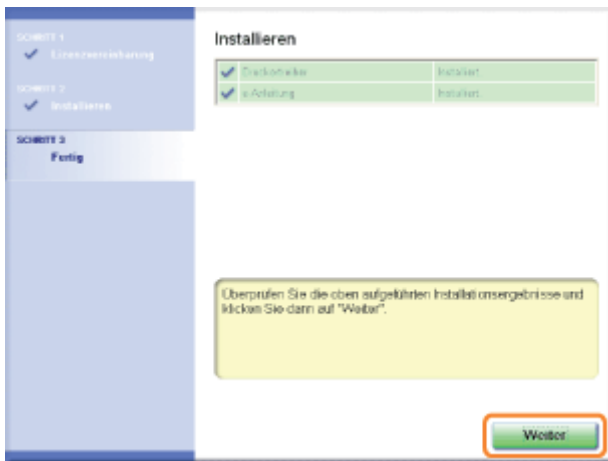 SCHRITT 1
Lizenzvereinbarung
SCHRITT 2
Installieren
SCHRITT 3
Fertig
Installieren
Druckertreiber Installiert.
e-Anleitung Installiert.
Überprüfen Sie die oben aufgeführten Installationsergebnisse und
klicken Sie dann auf "Weiter".
Weiter